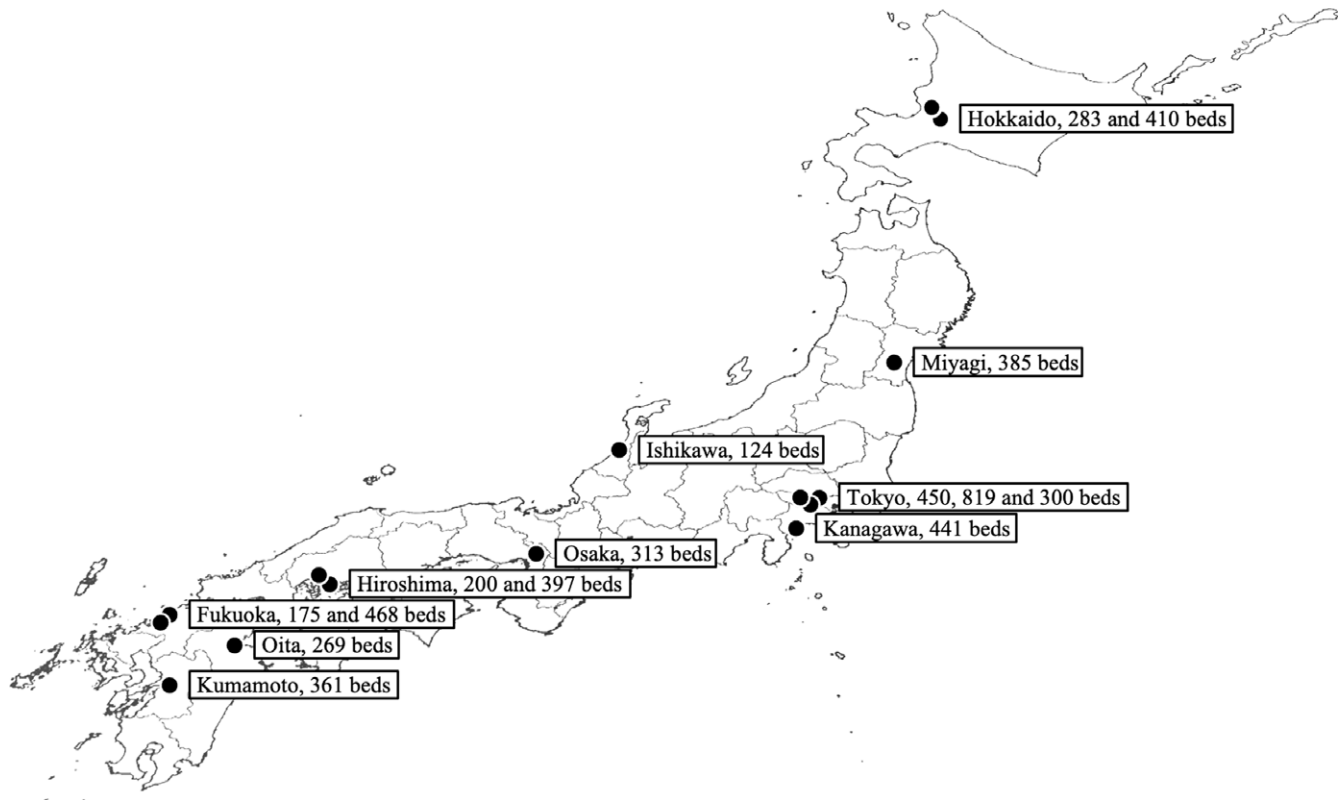 Hokkaido, 283 and 410 beds
Miyagi, 385 beds
Ishikawa, 124 beds
Tokyo, 450, 819 and 300 beds
Kanagawa, 441 beds
Osaka, 313 beds
Hiroshima, 200 and 397 beds
Fukuoka, 175 and 468 beds
Oita, 269 beds
Kumamoto, 361 beds